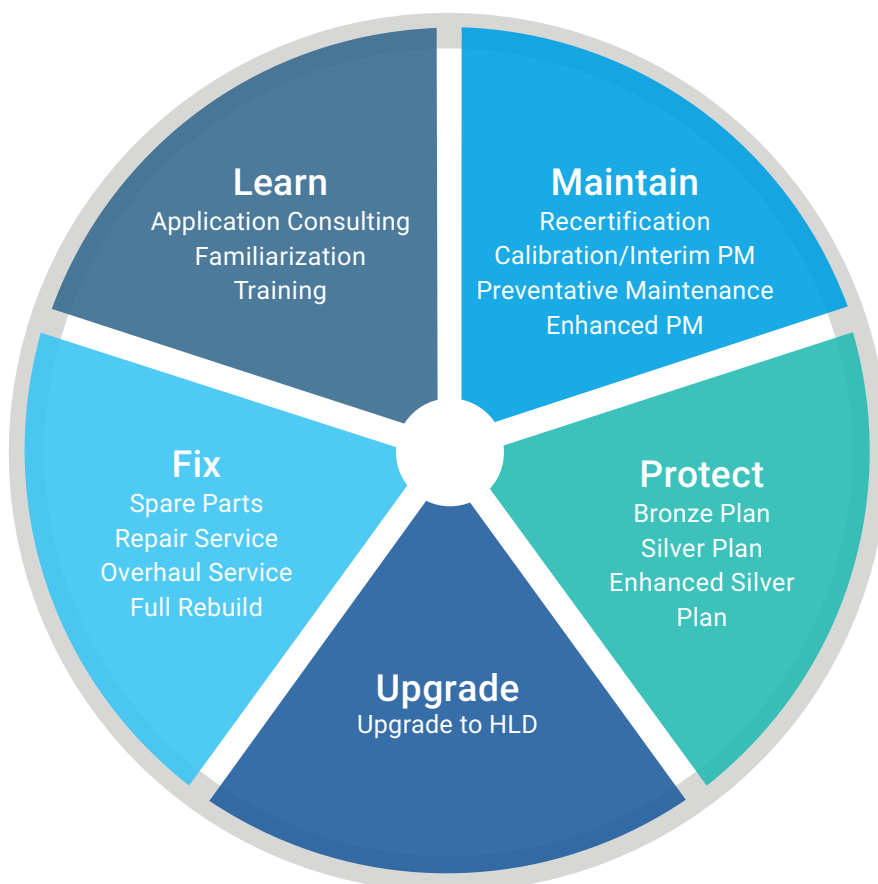 Learn
Application Consulting
Familiarization
Training
Maintain
Recertification
Calibration/Interim PM
Preventative Maintenance
Enhanced PM
Fix
Spare Parts
Repair Service
Overhaul Service
Full Rebuild
Protect
Bronze Plan
Silver Plan
Enhanced Silver
Plan
Upgrade
Upgrade to HLD